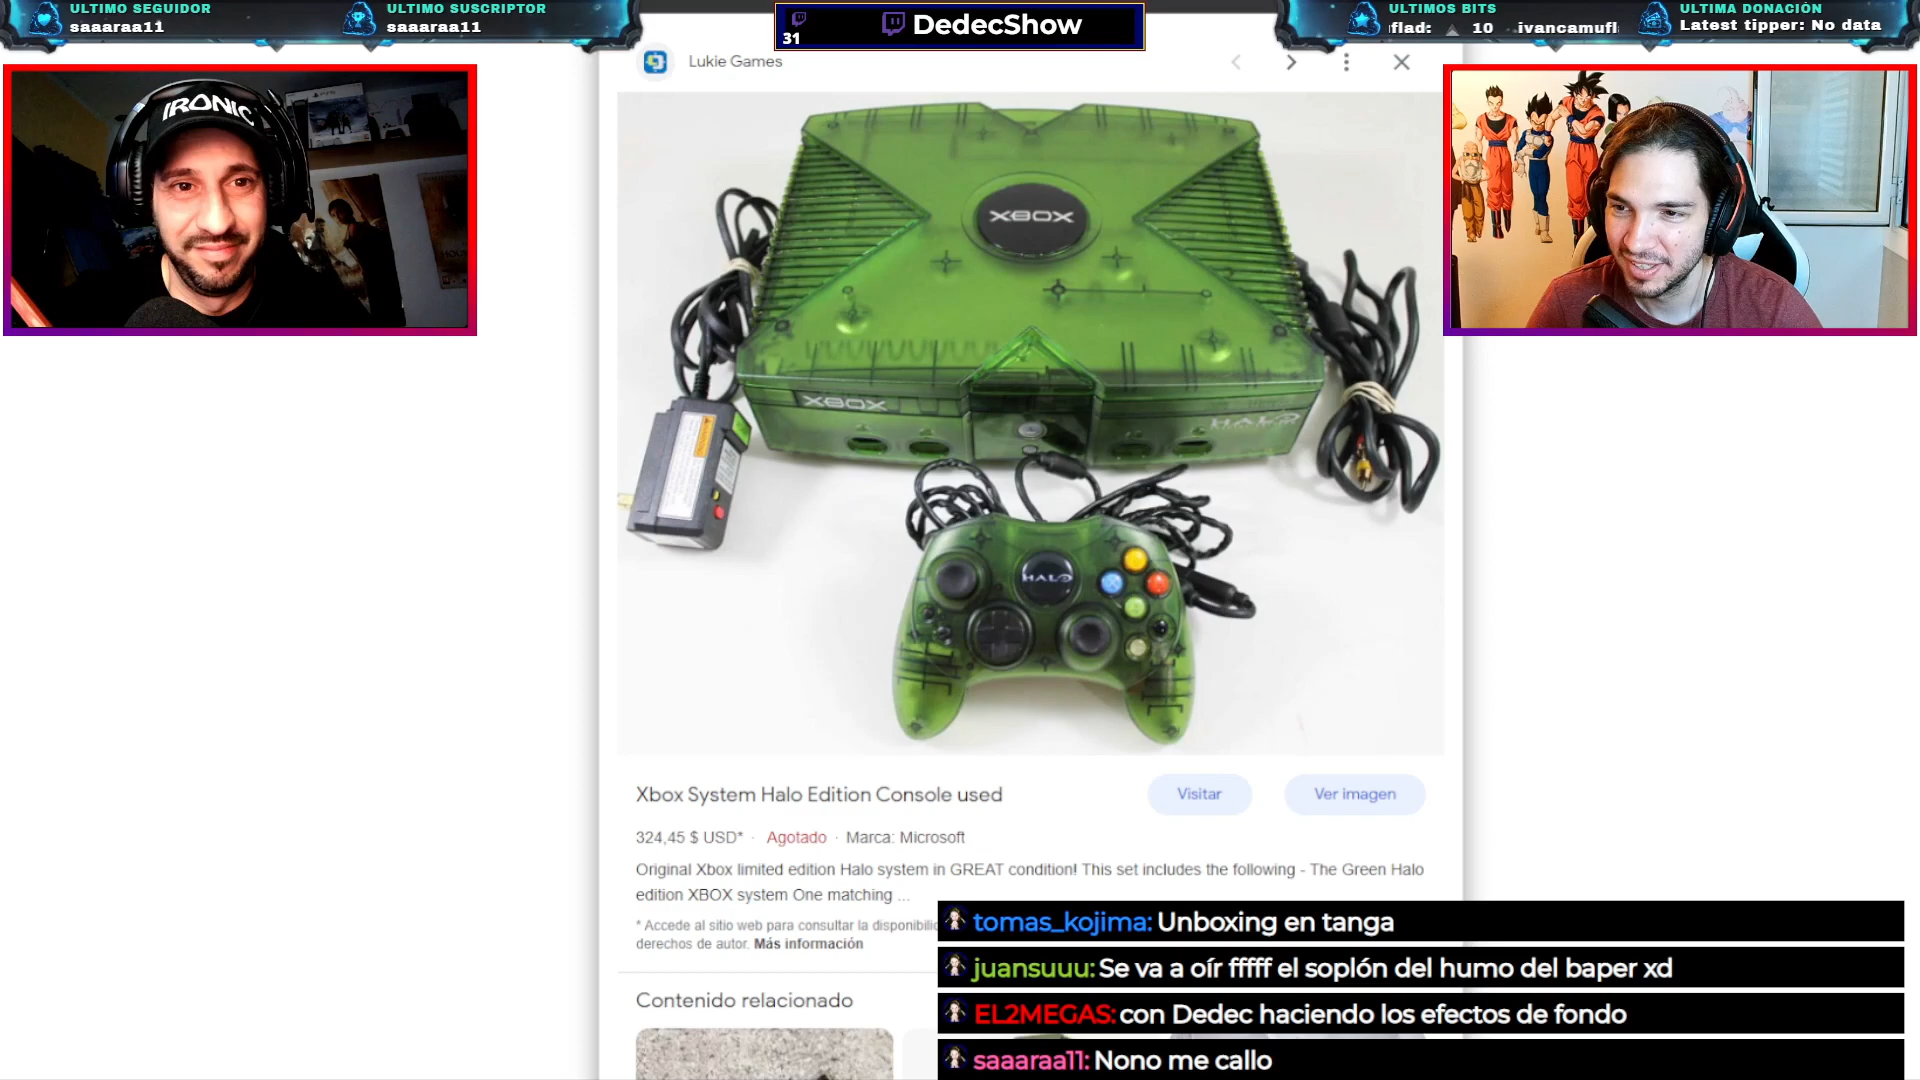 ULTIMO SEGUIDOR
saaaraa11
ULTIMO SUSCRIPTOR
saaaraa11
31
DedecShow
ULTIMOS BITS
flad: 10 ivancamufl
ULTIMA DONACIÓN
Latest tipper: No data
Lukie Games
IRONIC
XBOX
XBOX
HALO
HALO
Xbox System Halo Edition Console used
Visitar
Ver imagen
324,45 $ USD* · Agotado · Marca: Microsoft
Original Xbox limited edition Halo system in GREAT condition! This set includes the following - The Green Halo
edition XBOX system One matching ...
* Accede al sitio web para consultar la
derechos de autor. Más información
Contenido relacionado
tomas_kojima: Unboxing en tanga
juansuuu: Se va a oír fffff el soplón del humo del baper xd
EL2MEGAS: con Dedec haciendo los efectos de fondo
saaaraa11: Nono me callo